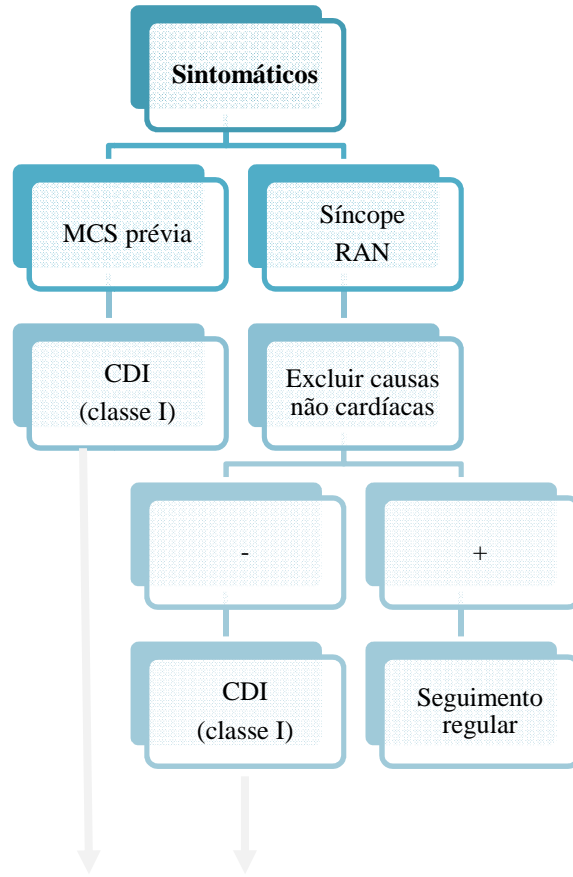 Sintomáticos
MCS prévia
Síncope
RAN
CDI
(classe I)
Excluir causas
não cardíacas
-
+
CDI
(classe I)
Seguimento
regular